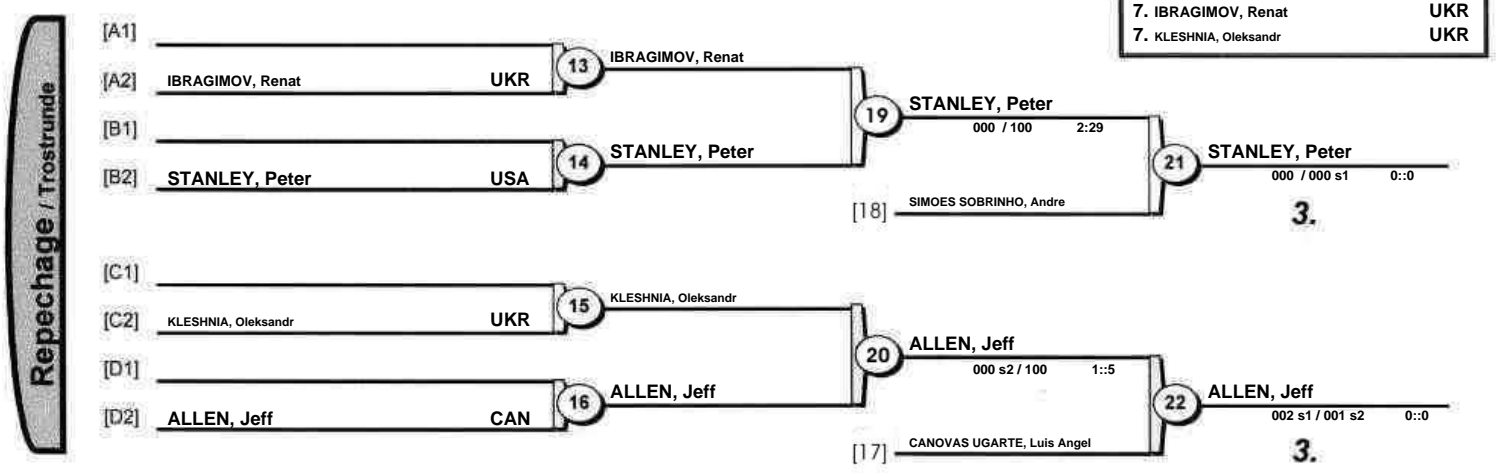 7. IBRAGIMOV, Renat UKR
7. KLESHNIA, Oleksandr UKR
Repechage / Trostrunde
[A1]
[A2] IBRAGIMOV, Renat UKR
13 IBRAGIMOV, Renat
[B1]
[B2] STANLEY, Peter USA
14 STANLEY, Peter
19 STANLEY, Peter
000 / 100 2:29
[18] SIMOES SOBRINHO, Andre
21 STANLEY, Peter
000 / 000 s1 0::0
3.
[C1]
[C2] KLESHNIA, Oleksandr UKR
15 KLESHNIA, Oleksandr
[D1]
[D2] ALLEN, Jeff CAN
16 ALLEN, Jeff
20 ALLEN, Jeff
000 s2 / 100 1::5
[17] CANOVAS UGARTE, Luis Angel
22 ALLEN, Jeff
002 s1 / 001 s2 0::0
3.